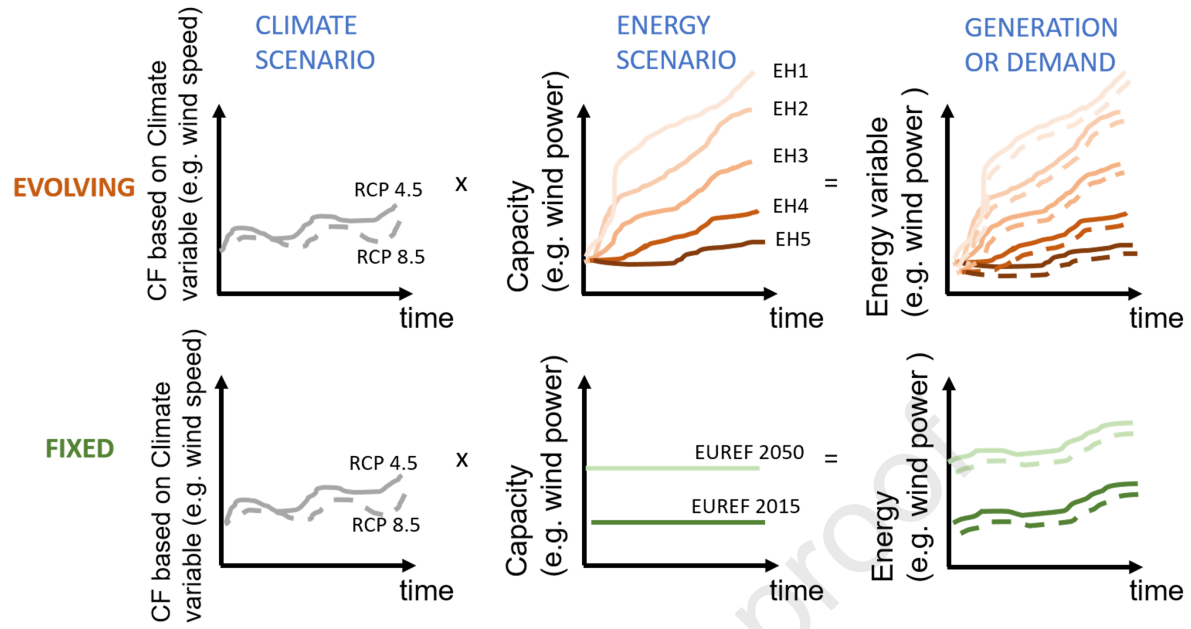 CLIMATE
SCENARIO
ENERGY
SCENARIO
GENERATION
OR DEMAND
EVOLVING
CF based on Climate
variable (e.g. wind speed)
RCP 4.5
RCP 8.5
time
x
Capacity
(e.g. wind power)
EH1
EH2
EH3
EH4
EH5
time
=
Energy variable
(e.g. wind power )
time
FIXED
CF based on Climate
variable (e.g. wind speed)
RCP 4.5
RCP 8.5
time
x
Capacity
(e.g. wind power)
EUREF 2050
EUREF 2015
time
=
Energy
(e.g. wind power )
time
proof